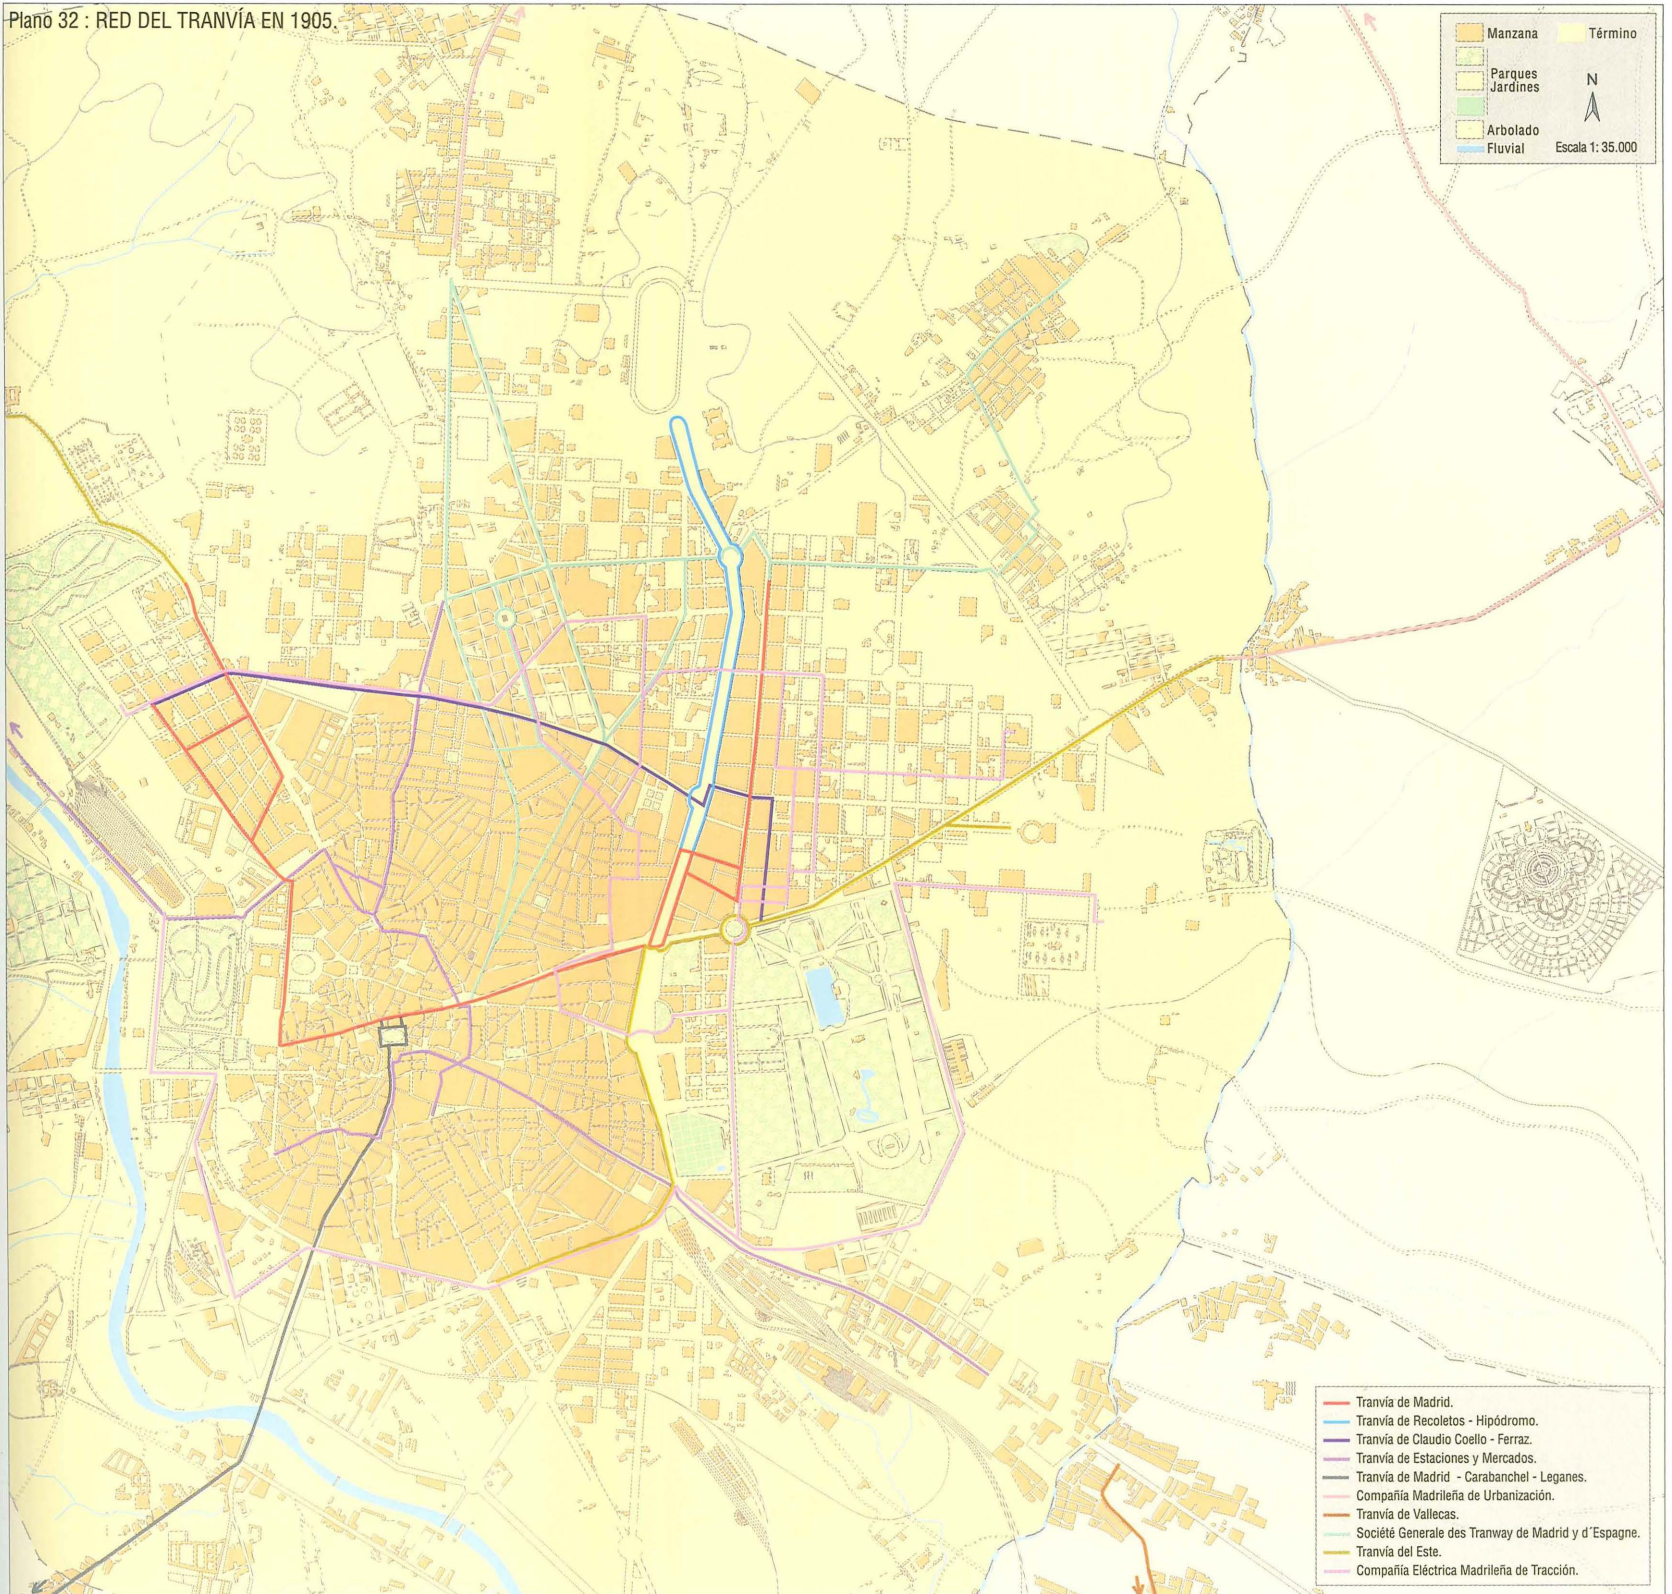 Plano 32 : RED DEL TRANVÍA EN 1905.
Manzana
Término
Parques
Jardines
N
Arbolado
Fluvial
Escala 1: 35.000
Tranvía de Madrid.
Tranvía de Recoletos - Hipódromo.
Tranvía de Claudio Coello - Ferraz.
Tranvía de Estaciones y Mercados.
Tranvía de Madrid - Carabanchel - Leganes.
Compañía Madrileña de Urbanización.
Tranvía de Vallecas.
Société Generale des Tranway de Madrid y d´Espagne.
Tranvía del Este.
Compañía Eléctrica Madrileña de Tracción.